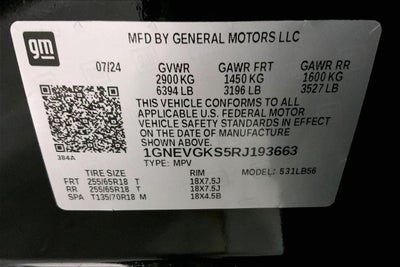 gm
MFD BY GENERAL MOTORS LLC
07/24 GVWR GAWR FRT GAWR RR
2900 KG 1450 KG 1600 KG
6394 LB 3196 LB 3527 LB
THIS VEHICLE CONFORMS TO ALL
APPLICABLE U.S. FEDERAL MOTOR
VEHICLE SAFETY STANDARDS IN EFFECT
ON THE DATE OF MANUFACTURE
SHOWN ABOVE.
384A
1GNEVGKS5RJ193663
TYPE: MPV
MODEL: 531LB56
TIRE SIZE RIM
FRT 255/65R18 T 18X7.5J
RR 255/65R18 T 18X7.5J
SPA T135/70R18 M 18X4.5B